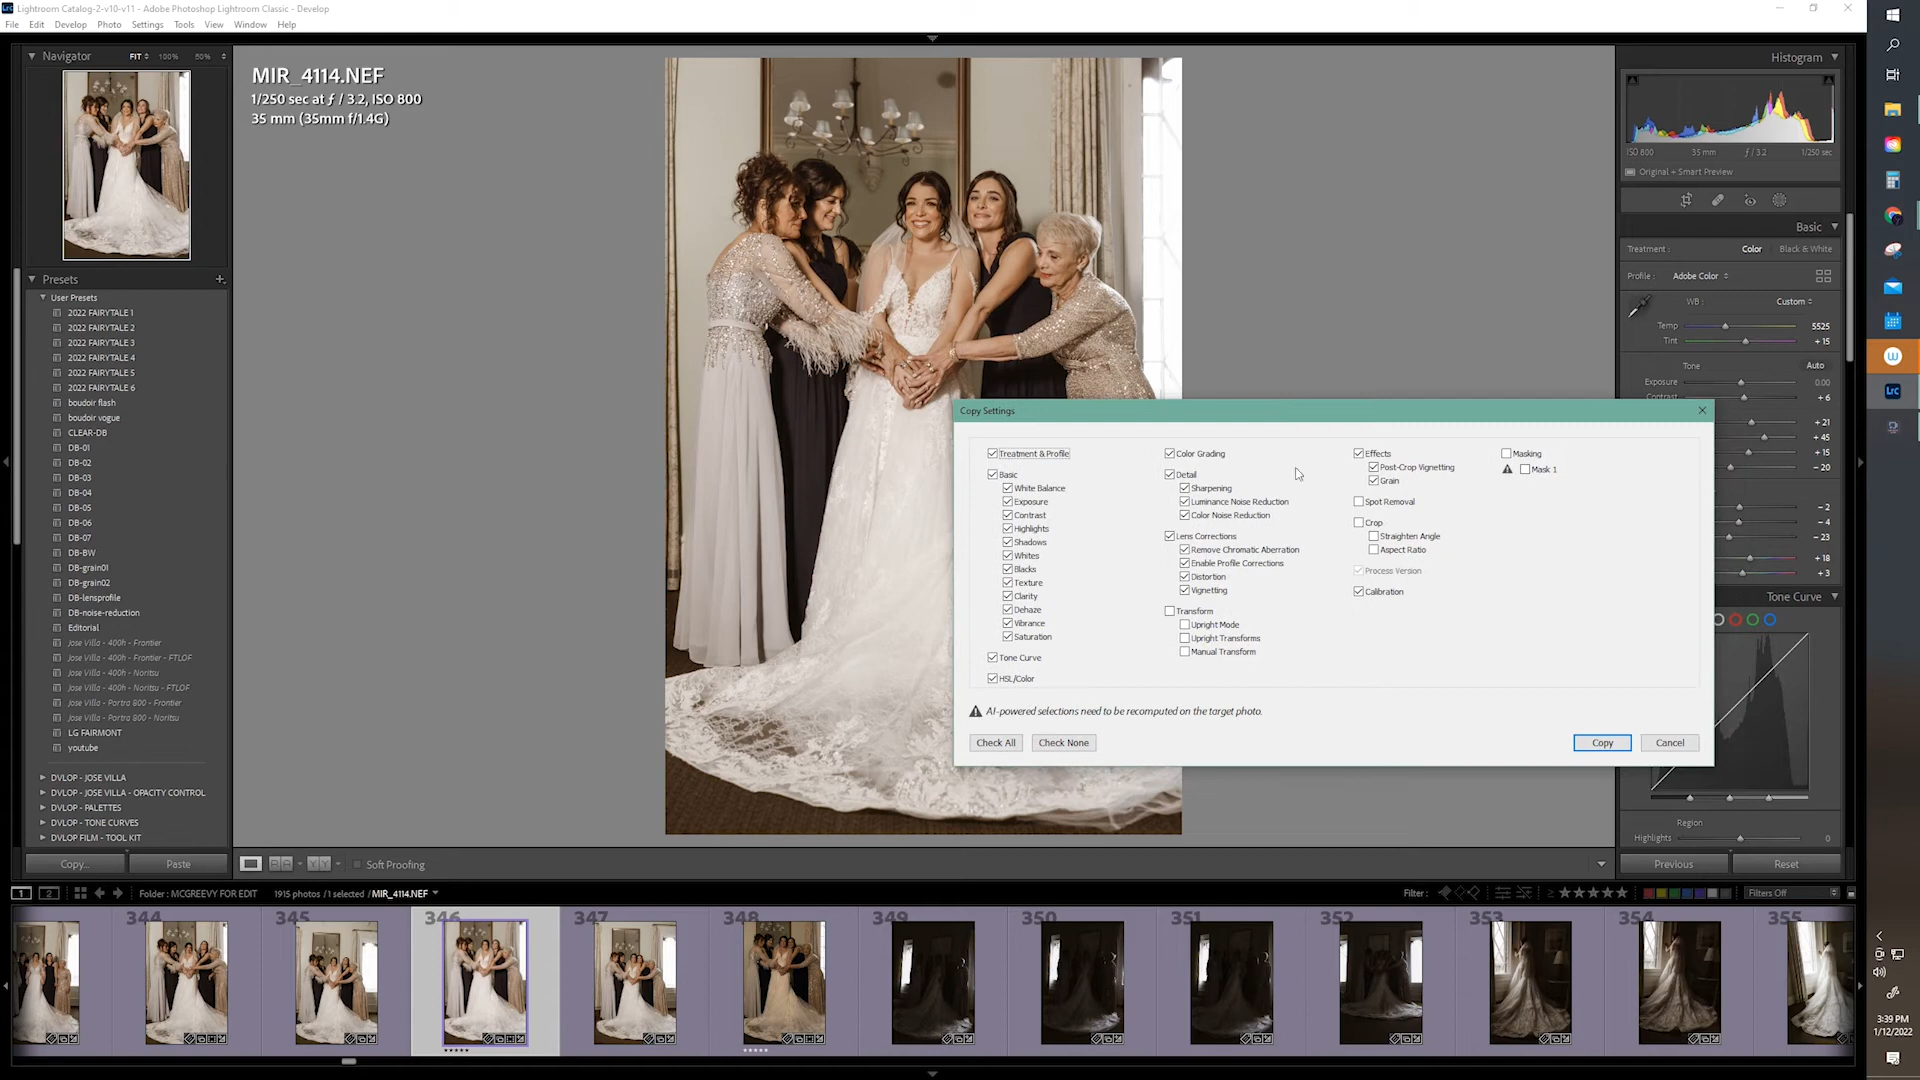 Lightroom Catalog-2-v10-v11 - Adobe Photoshop Lightroom Classic - Develop
File Edit Develop Photo Settings Tools View Window Help
Navigator FIT 100% 50%
Presets
User Presets
2022 FAIRYTALE 1
2022 FAIRYTALE 2
2022 FAIRYTALE 3
2022 FAIRYTALE 4
2022 FAIRYTALE 5
2022 FAIRYTALE 6
boudoir flash
boudoir vogue
CLEAR-DB
DB-01
DB-02
DB-03
DB-04
DB-05
DB-06
DB-07
DB-BW
DB-grain01
DB-grain02
DB-lensprofile
DB-noise-reduction
Editorial
Jose Villa - 400h - Frontier
Jose Villa - 400h - Frontier - FTLOF
Jose Villa - 400h - Noritsu
Jose Villa - 400h - Noritsu - FTLOF
Jose Villa - Portra 800 - Frontier
Jose Villa - Portra 800 - Noritsu
LG FAIRMONT
youtube
DVLOP - JOSE VILLA
DVLOP - JOSE VILLA - OPACITY CONTROL
DVLOP - PALETTES
DVLOP - TONE CURVES
DVLOP FILM - TOOL KIT
Copy... Paste
MIR_4114.NEF
1/250 sec at ƒ / 3.2, ISO 800
35 mm (35mm f/1.4G)
Copy Settings
Treatment & Profile
Basic
White Balance
Exposure
Contrast
Highlights
Shadows
Whites
Blacks
Texture
Clarity
Dehaze
Vibrance
Saturation
Tone Curve
HSL/Color
Color Grading
Detail
Sharpening
Luminance Noise Reduction
Color Noise Reduction
Lens Corrections
Remove Chromatic Aberration
Enable Profile Corrections
Distortion
Vignetting
Transform
Upright Mode
Upright Transforms
Manual Transform
Effects
Post-Crop Vignetting
Grain
Spot Removal
Crop
Straighten Angle
Aspect Ratio
Process Version
Calibration
Masking
Mask 1
AI-powered selections need to be recomputed on the target photo.
Check All Check None Copy Cancel
Histogram
ISO 800 35 mm ƒ / 3.2 1/250 sec
Original + Smart Preview
Basic
Treatment : Color Black & White
Profile : Adobe Color
WB : Custom
Temp 5525
Tint + 15
Tone Auto
Exposure 0.00
Contrast + 6
+ 21
+ 45
+ 15
− 20
− 2
− 4
− 23
+ 18
+ 3
Tone Curve
Region
Highlights 0
Previous Reset
Soft Proofing
1 2 Folder : MCGREEVY FOR EDIT 1915 photos / 1 selected / MIR_4114.NEF
Filter : Filters Off
344 345 346 347 348 349 350 351 352 353 354 355
Lrc
3:39 PM
1/12/2022